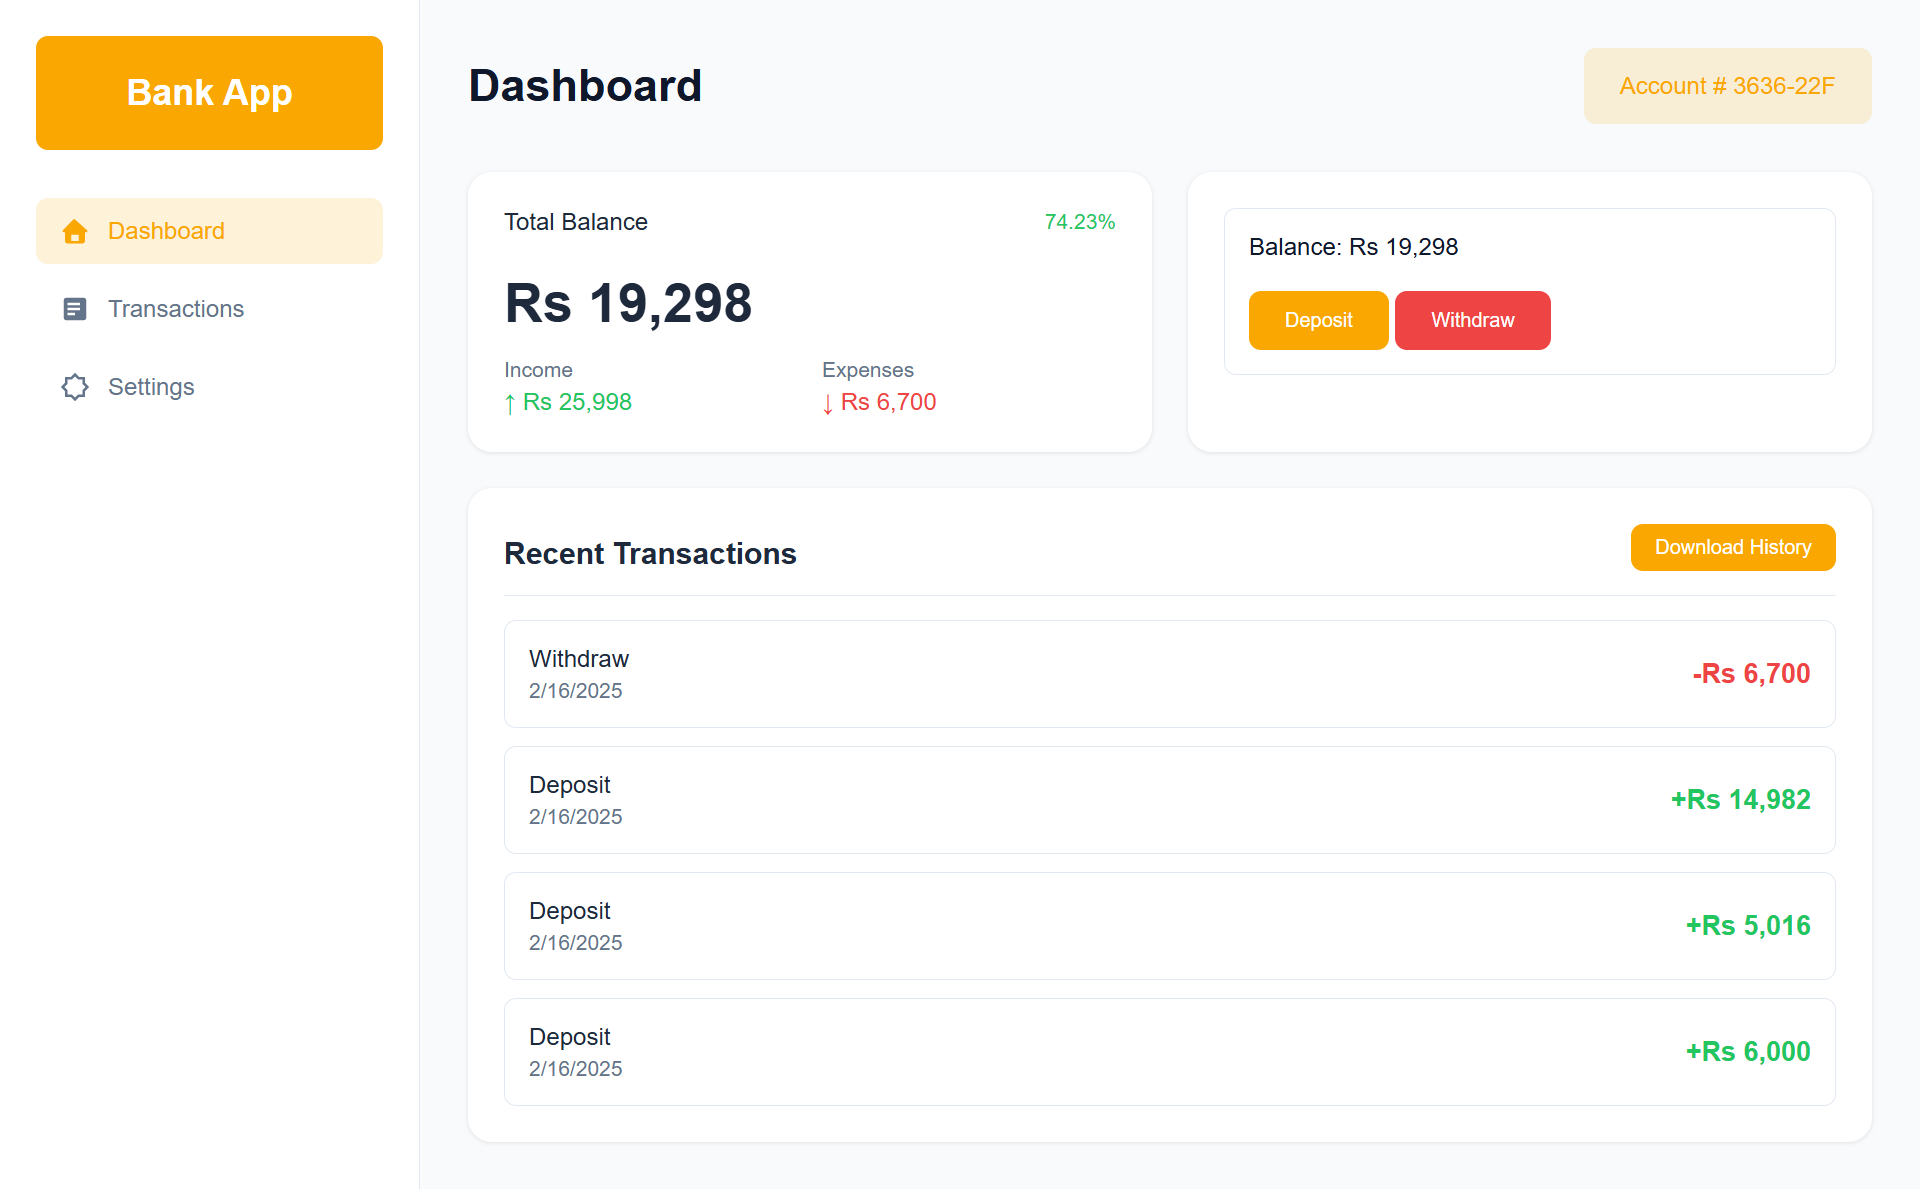 Bank App
Dashboard
Transactions
Settings
Dashboard
Account # 3636-22F
Total Balance
74.23%
Rs 19,298
Income
↑ Rs 25,998
Expenses
↓ Rs 6,700
Balance: Rs 19,298
Deposit
Withdraw
Recent Transactions
Download History
Withdraw
2/16/2025
-Rs 6,700
Deposit
2/16/2025
+Rs 14,982
Deposit
2/16/2025
+Rs 5,016
Deposit
2/16/2025
+Rs 6,000